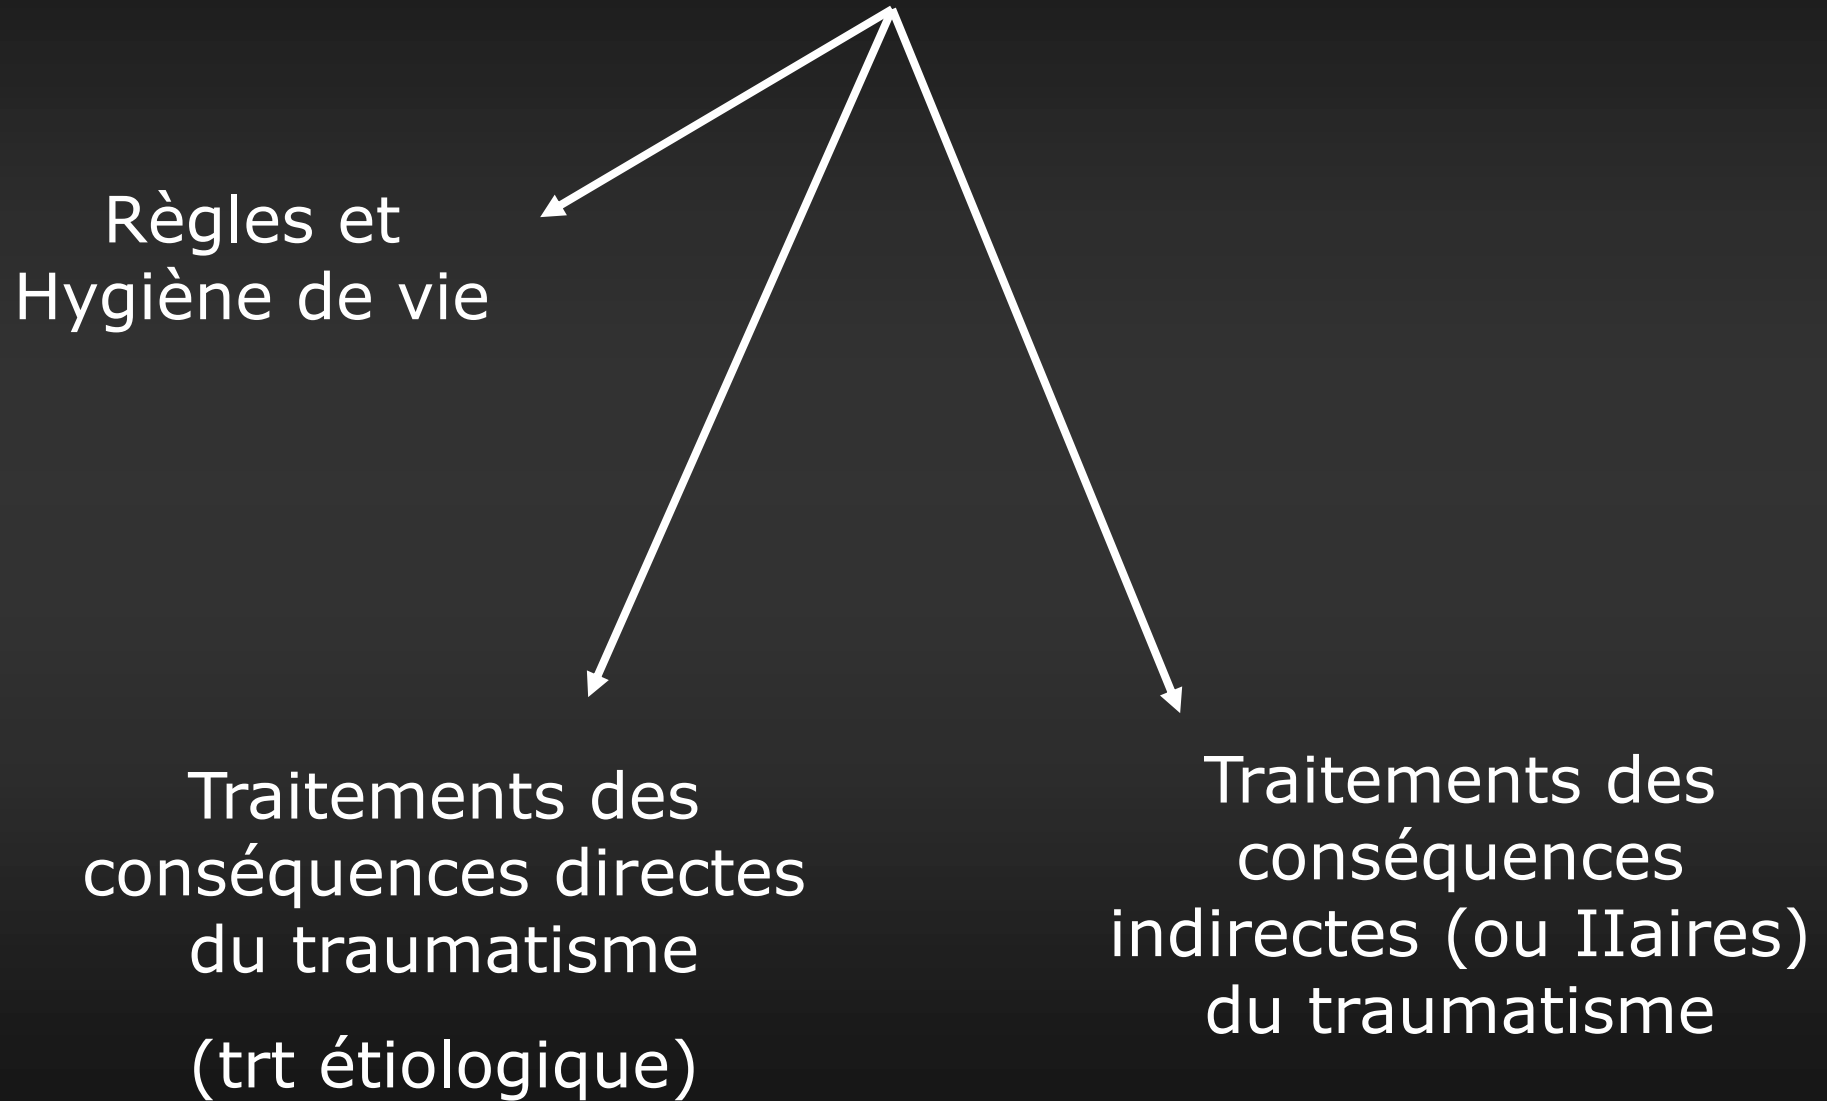 Règles et
Hygiène de vie
Traitements des
conséquences directes
du traumatisme
(trt étiologique)
Traitements des
conséquences
indirectes (ou IIaires)
du traumatisme